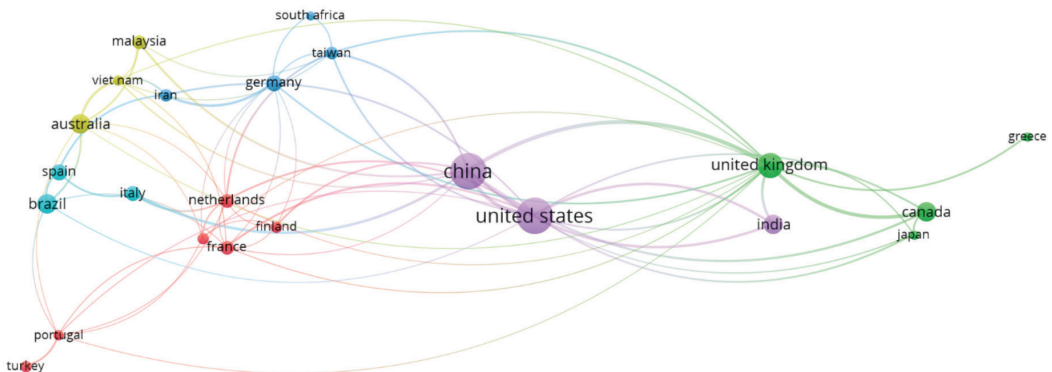 south africa
malaysia
taiwan
viet nam
germany
iran
australia
greece
united kingdom
spain
china
brazil
italy
netherlands
canada
united states
india
finland
japan
france
portugal
turkey